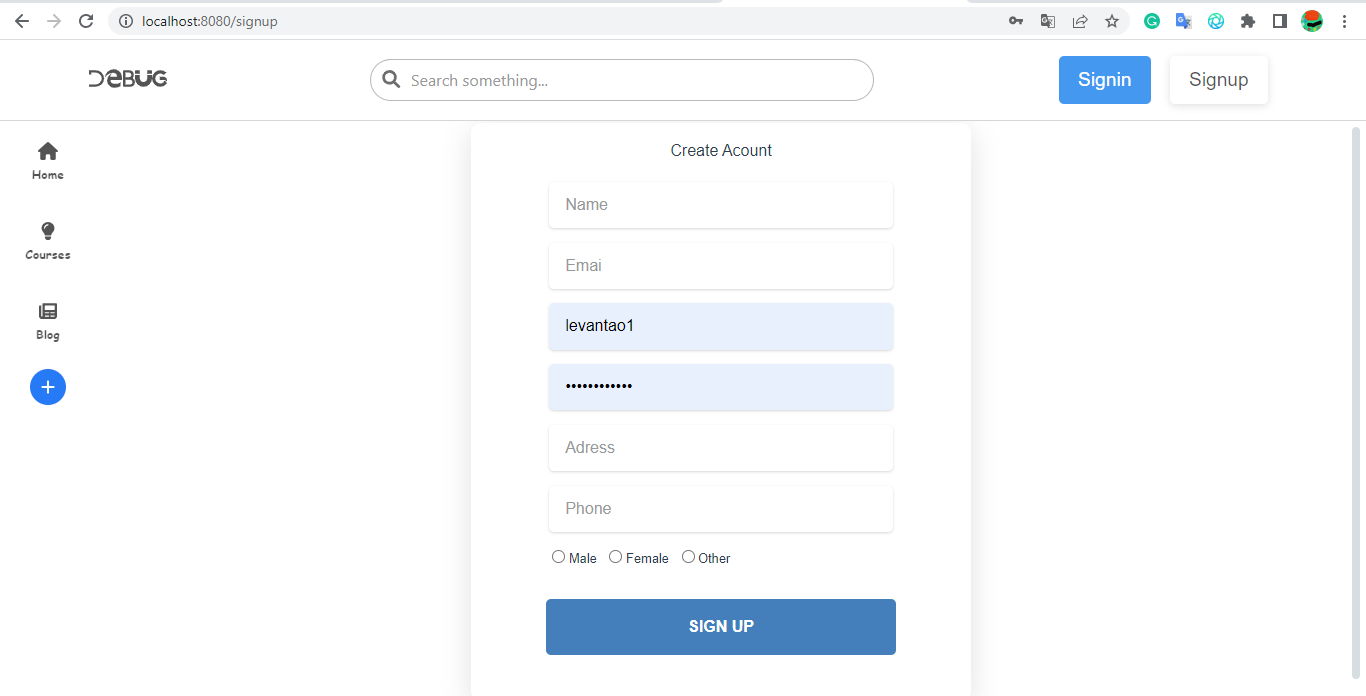 localhost:8080/signup
DEBUG
Search something...
Signin
Signup
Home
Courses
Blog
Create Acount
Name
Emai
levantao1
••••••••••••
Adress
Phone
Male Female Other
SIGN UP